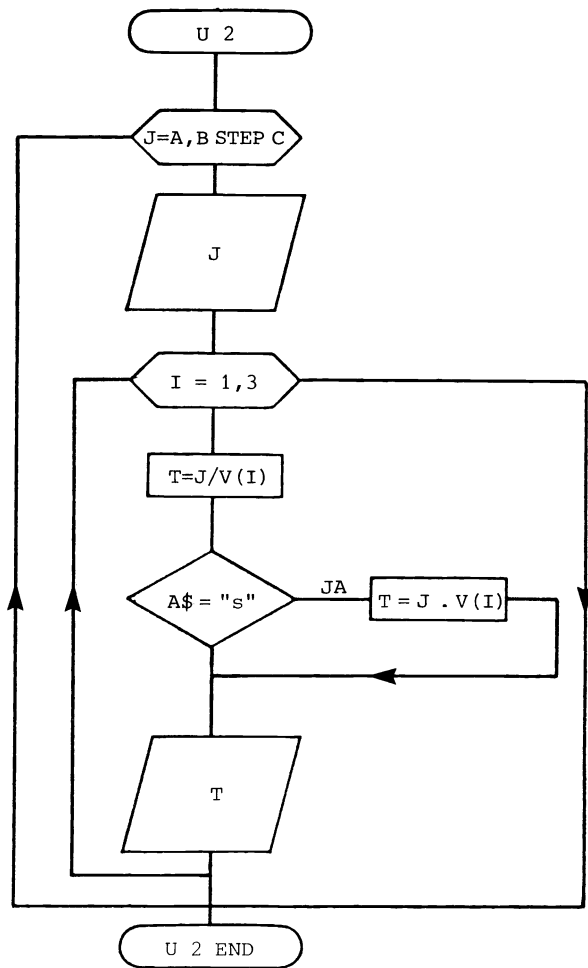 U 2
J=A,B STEP C
J
I = 1,3
T=J/V(I)
A$ = "s"
JA
T = J . V(I)
T
U 2 END